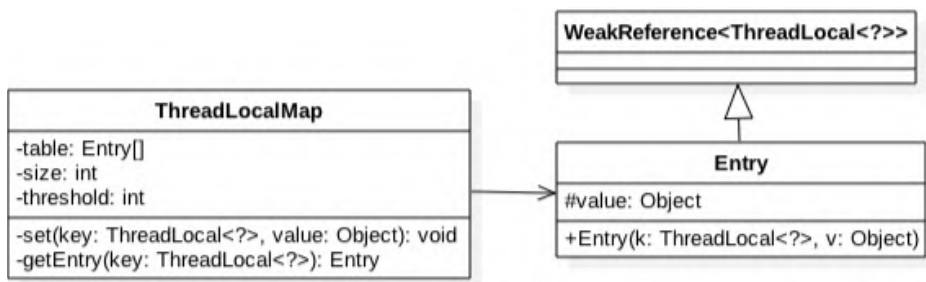 WeakReference<ThreadLocal<?>>
ThreadLocalMap
-table: Entry[]
-size: int
-threshold: int
-set(key: ThreadLocal<?>, value: Object): void
-getEntry(key: ThreadLocal<?>): Entry
Entry
#value: Object
+Entry(k: ThreadLocal<?>, v: Object)